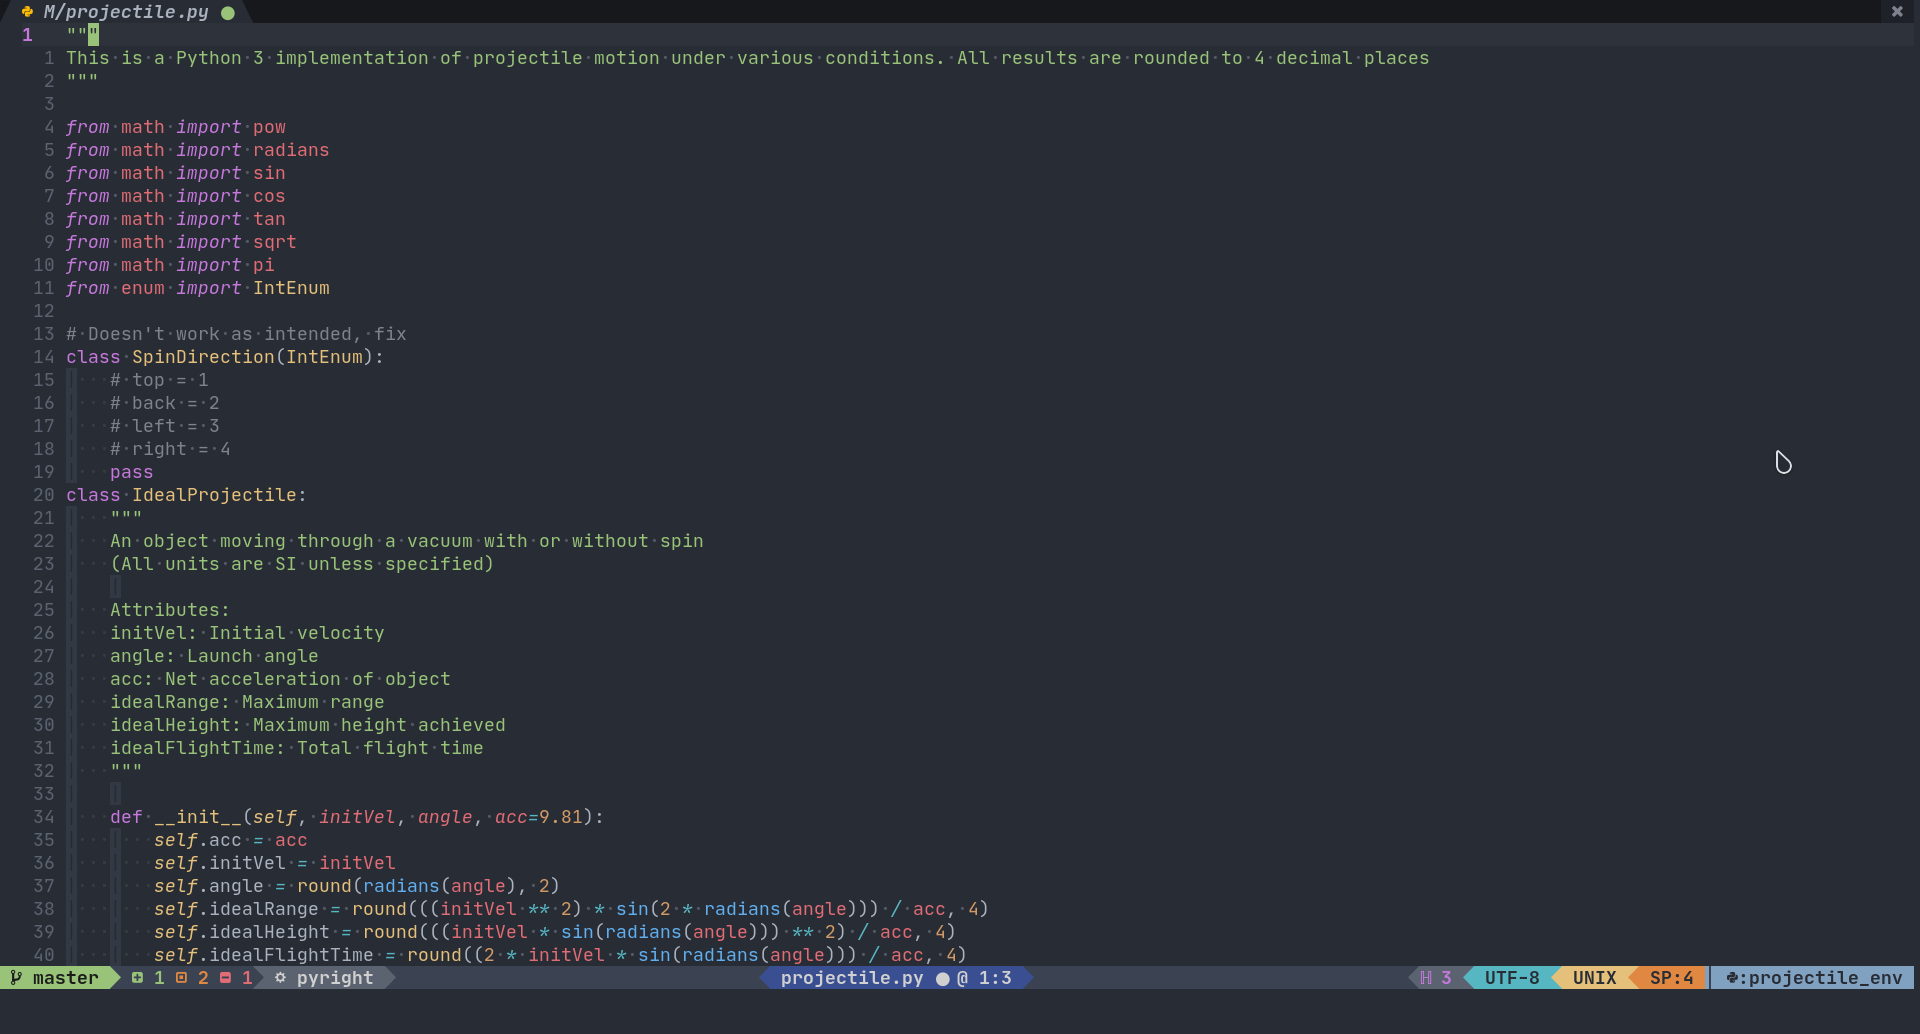 M/projectile.py ● ✖
1 """
1 This is a Python 3 implementation of projectile motion under various conditions. All results are rounded to 4 decimal places
2 """
3
4 from math import pow
5 from math import radians
6 from math import sin
7 from math import cos
8 from math import tan
9 from math import sqrt
10 from math import pi
11 from enum import IntEnum
12
13 # Doesn't work as intended, fix
14 class SpinDirection(IntEnum):
15     # top = 1
16     # back = 2
17     # left = 3
18     # right = 4
19     pass
20 class IdealProjectile:
21     """
22     An object moving through a vacuum with or without spin
23     (All units are SI unless specified)
24
25     Attributes:
26     initVel: Initial velocity
27     angle: Launch angle
28     acc: Net acceleration of object
29     idealRange: Maximum range
30     idealHeight: Maximum height achieved
31     idealFlightTime: Total flight time
32     """
33
34     def __init__(self, initVel, angle, acc=9.81):
35         self.acc = acc
36         self.initVel = initVel
37         self.angle = round(radians(angle), 2)
38         self.idealRange = round(((initVel ** 2) * sin(2 * radians(angle))) / acc, 4)
39         self.idealHeight = round(((initVel * sin(radians(angle))) ** 2) / acc, 4)
40         self.idealFlightTime = round((2 * initVel * sin(radians(angle))) / acc, 4)
master 1 2 1 pyright projectile.py ● @ 1:3 ℍ 3 UTF-8 UNIX SP:4 :projectile_env